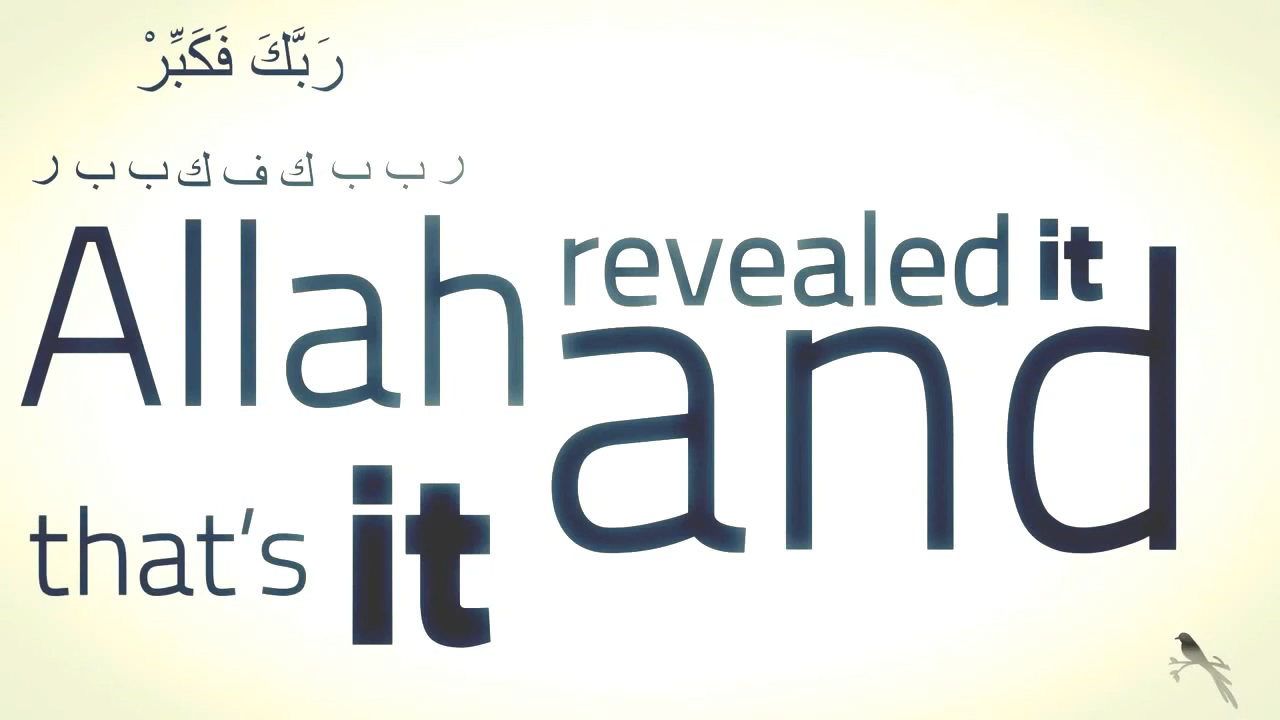 رَبَّكَ فَكَبِّرْ
ر ب ب ك ف ك ب ب ر
Allah revealed it
and
that's it